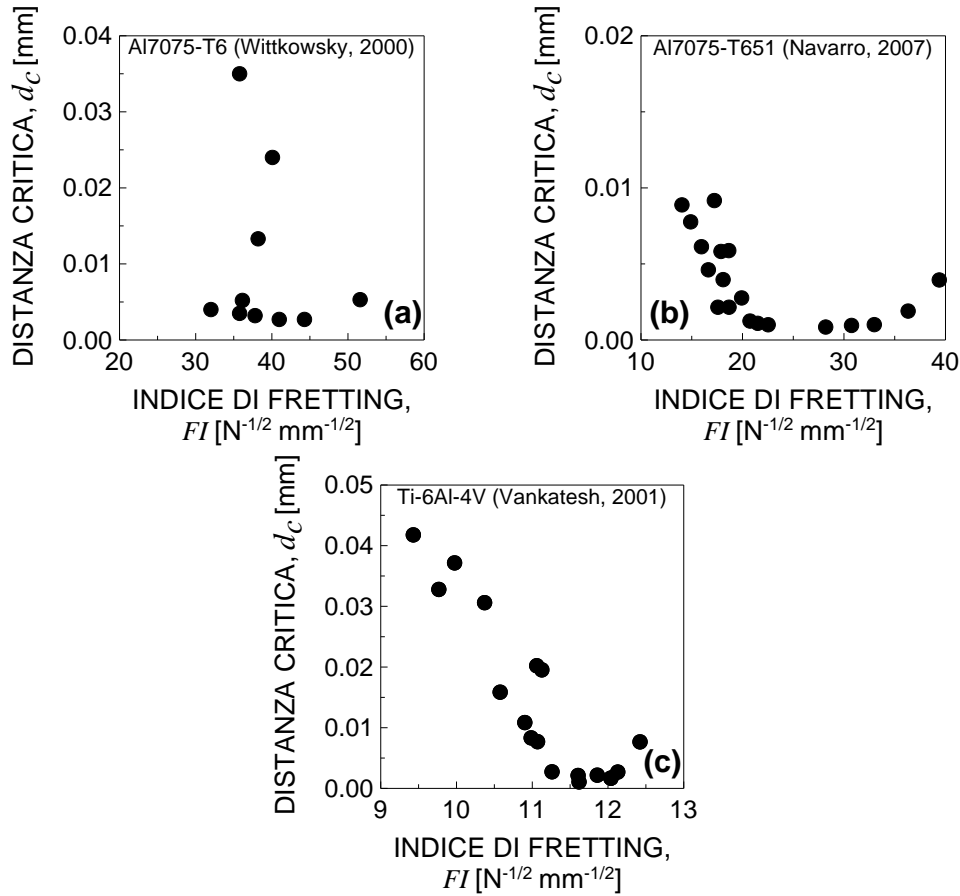 Al7075-T6 (Wittkowsky, 2000)
DISTANZA CRITICA, dC [mm]
0.04
0.03
0.02
0.01
0.00
20 30 40 50 60
(a)
INDICE DI FRETTING,
FI [N-1/2 mm-1/2]
Al7075-T651 (Navarro, 2007)
DISTANZA CRITICA, dC [mm]
0.02
0.01
0.00
10 20 30 40
(b)
INDICE DI FRETTING,
FI [N-1/2 mm-1/2]
Ti-6Al-4V (Vankatesh, 2001)
DISTANZA CRITICA, dC [mm]
0.05
0.04
0.03
0.02
0.01
0.00
9 10 11 12 13
(c)
INDICE DI FRETTING,
FI [N-1/2 mm-1/2]